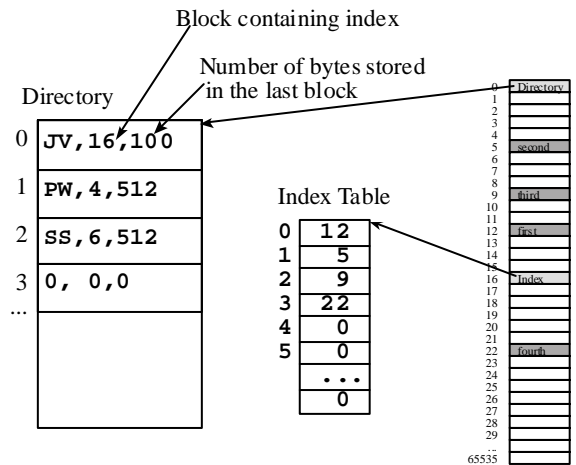 Block containing index
Number of bytes stored
in the last block
Directory
0 JV,16,100
1 PW,4,512
2 SS,6,512
3 0, 0,0
...
Index Table
0 12
1 5
2 9
3 22
4 0
5 0
...
0
0 Directory
1
2
3
4
5 second
6
7
8
9 third
10
11
12 first
13
14
15
16 Index
17
18
19
20
21
22 fourth
23
24
25
26
27
28
29
...
65535